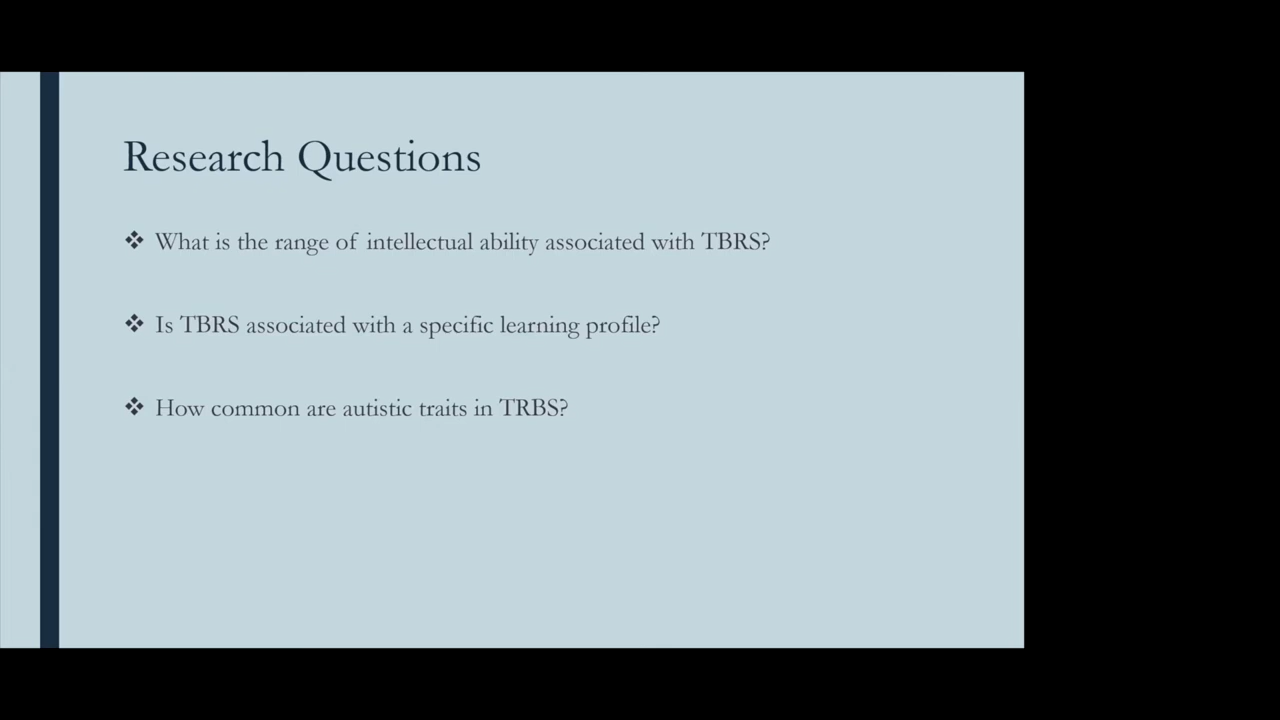 Research Questions
❖ What is the range of intellectual ability associated with TBRS?
❖ Is TBRS associated with a specific learning profile?
❖ How common are autistic traits in TRBS?